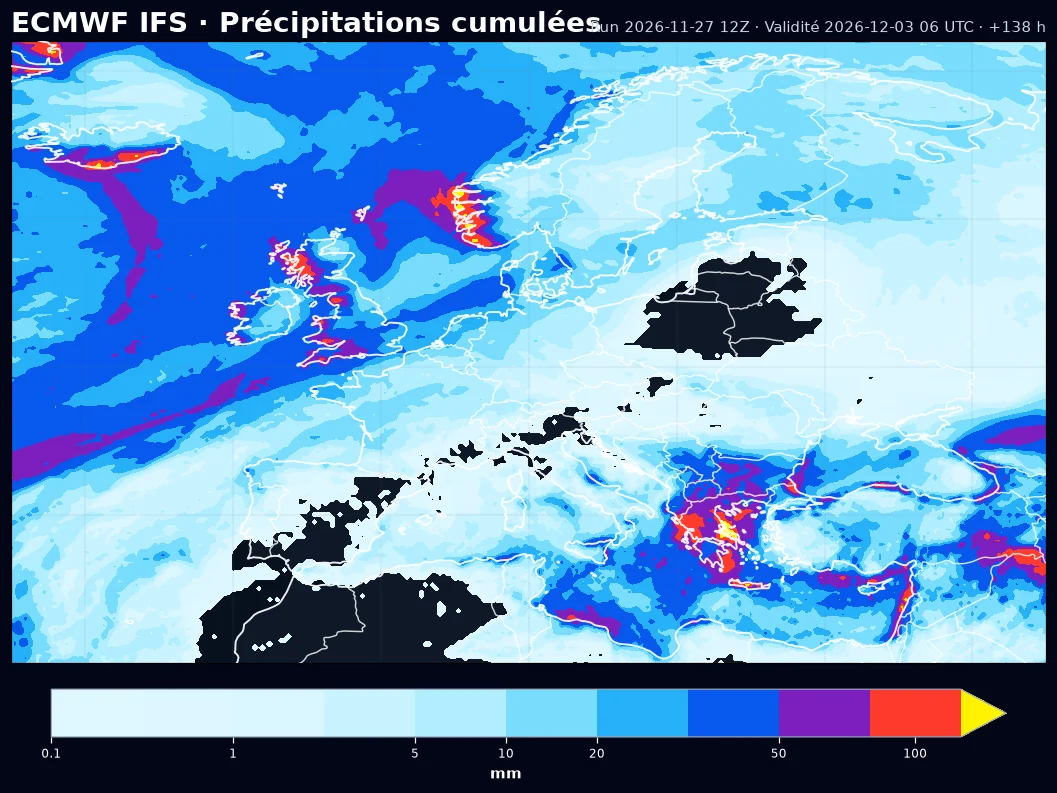 ECMWF IFS · Précipitations cumulées
Run 2026-11-27 12Z · Validité 2026-12-03 06 UTC · +138 h
0.1 1 5 10 20 50 100
mm